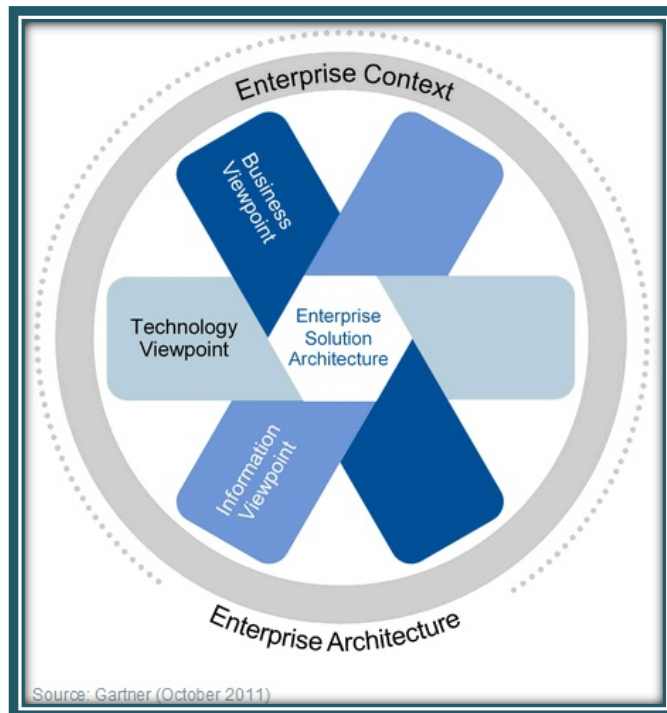 Enterprise Context
Business
Viewpoint
Technology
Viewpoint
Enterprise
Solution
Architecture
Information
Viewpoint
Enterprise Architecture
Source: Gartner (October 2011)